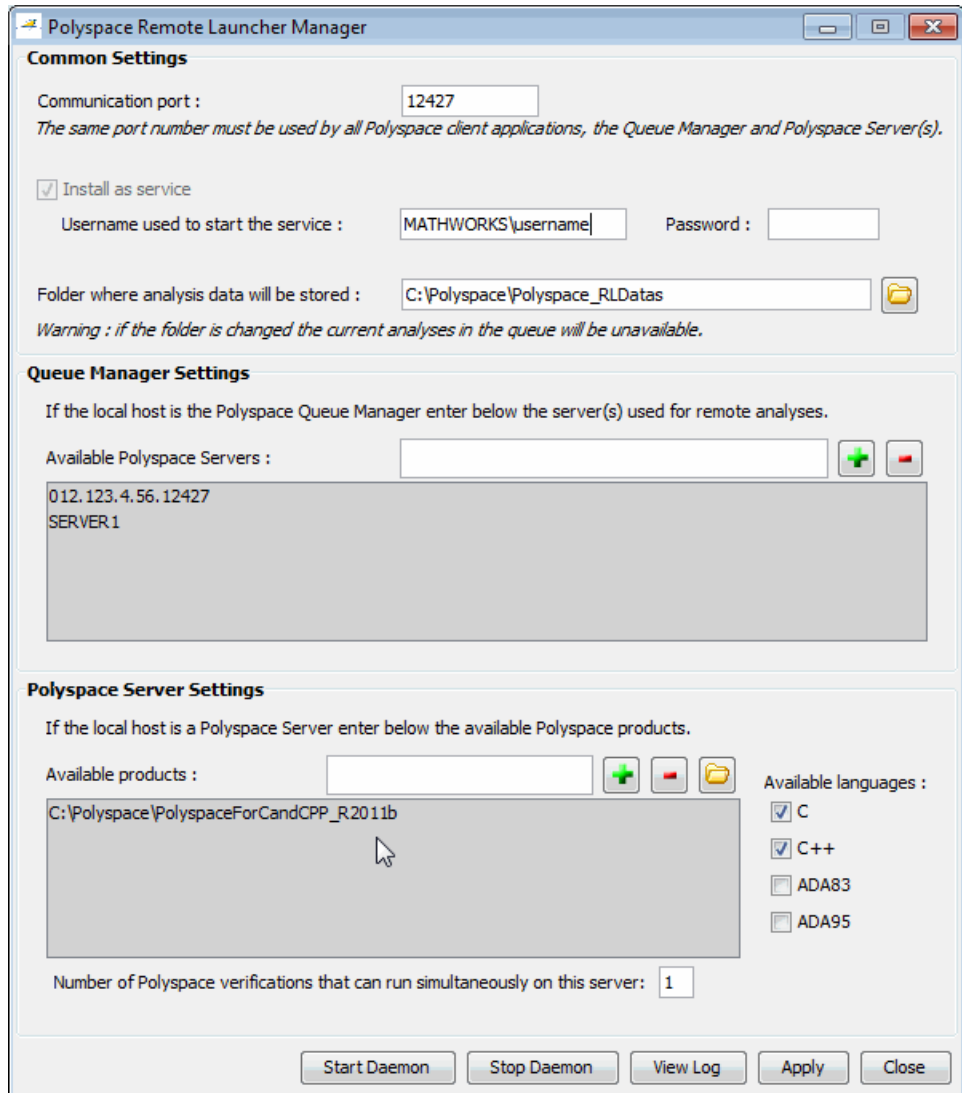 Polyspace Remote Launcher Manager
Common Settings
Communication port : 12427
The same port number must be used by all Polyspace client applications, the Queue Manager and Polyspace Server(s).
Install as service
Username used to start the service : MATHWORKS\username Password :
Folder where analysis data will be stored : C:\Polyspace\Polyspace_RLDatas
Warning : if the folder is changed the current analyses in the queue will be unavailable.
Queue Manager Settings
If the local host is the Polyspace Queue Manager enter below the server(s) used for remote analyses.
Available Polyspace Servers :
012.123.4.56.12427
SERVER1
Polyspace Server Settings
If the local host is a Polyspace Server enter below the available Polyspace products.
Available products :
Available languages :
C:\Polyspace\PolyspaceForCandCPP_R2011b
C
C++
ADA83
ADA95
Number of Polyspace verifications that can run simultaneously on this server: 1
Start Daemon Stop Daemon View Log Apply Close